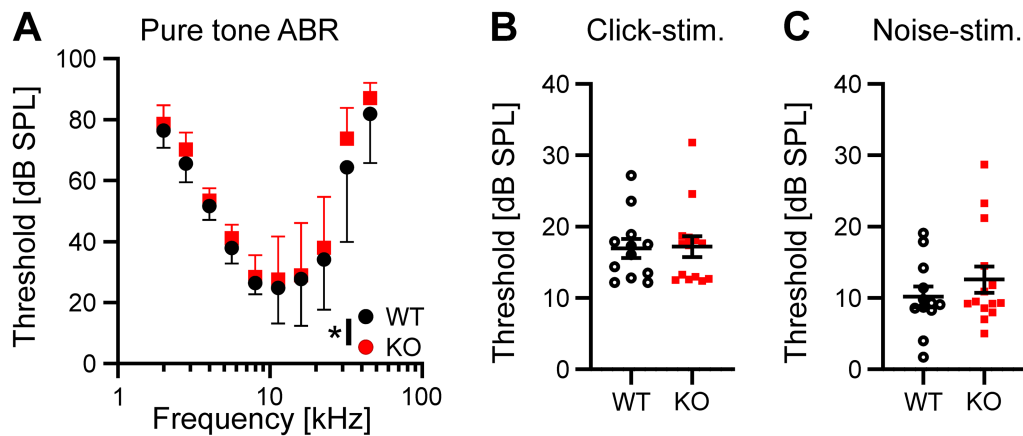 A Pure tone ABR
Threshold [dB SPL]
100
80
60
40
20
0
1 10 100
Frequency [kHz]
WT
KO
*
B Click-stim.
Threshold [dB SPL]
40
30
20
10
0
WT KO
C Noise-stim.
Threshold [dB SPL]
40
30
20
10
0
WT KO